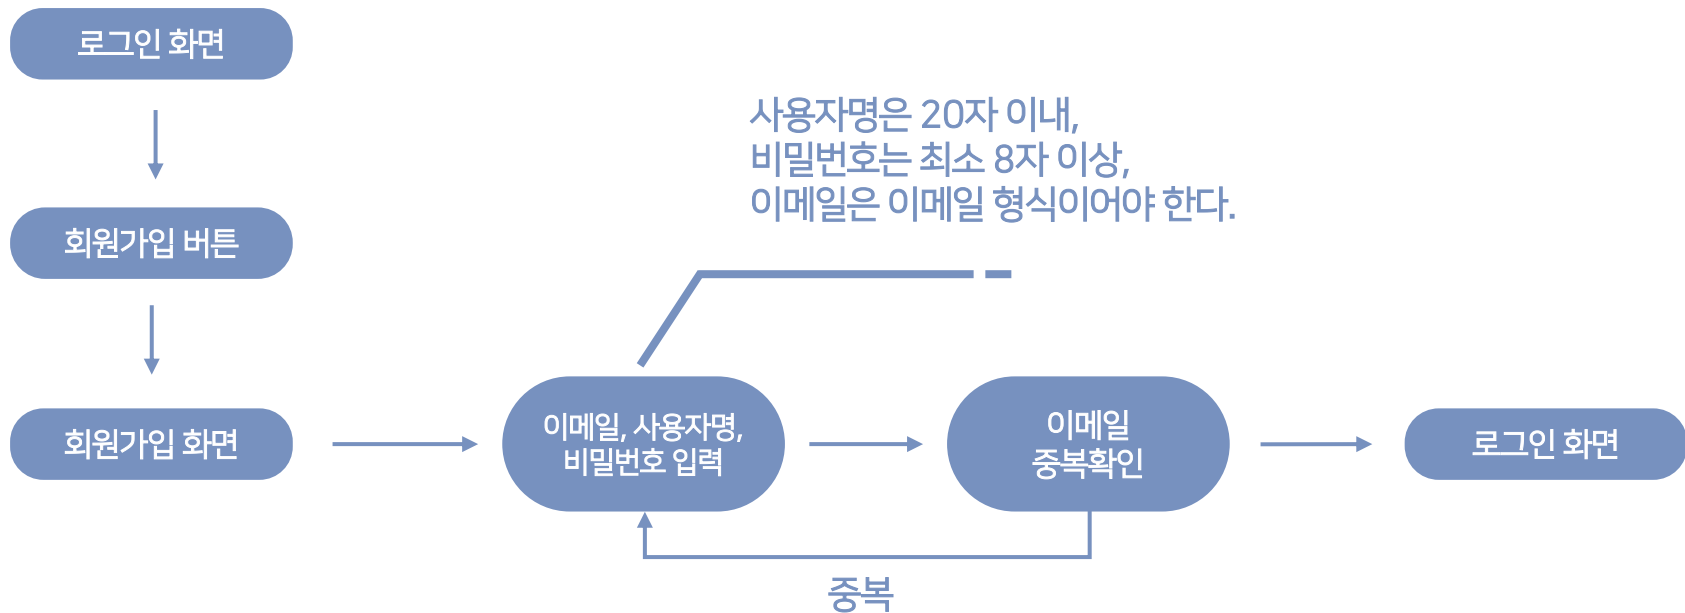 로그인 화면
회원가입 버튼
회원가입 화면
사용자명은 20자 이내,
비밀번호는 최소 8자 이상,
이메일은 이메일 형식이어야 한다.
이메일, 사용자명,
비밀번호 입력
이메일
중복확인
로그인 화면
중복